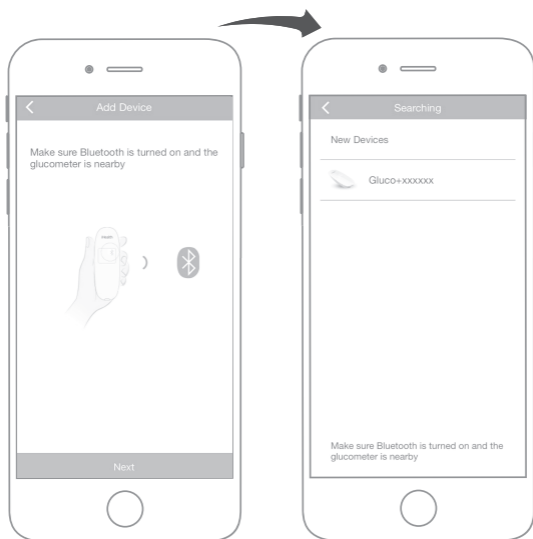 Add Device
Make sure Bluetooth is turned on and the
glucometer is nearby
Next
Searching
New Devices
Gluco+xxxxxx
Make sure Bluetooth is turned on and the
glucometer is nearby